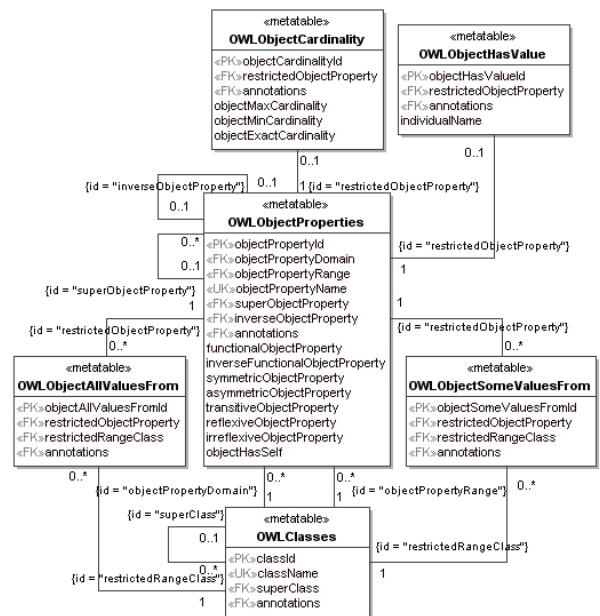 «metatable»
OWLObjectCardinality
«PK»objectCardinalityId
«FK»restrictedObjectProperty
«FK»annotations
objectMaxCardinality
objectMinCardinality
objectExactCardinality
«metatable»
OWLObjectHasValue
«PK»objectHasValueId
«FK»restrictedObjectProperty
«FK»annotations
individualName
0..1
0..1
{id = "inverseObjectProperty"}
0..1
0..1
1
{id = "restrictedObjectProperty"}
«metatable»
OWLObjectProperties
«PK»objectPropertyId
«FK»objectPropertyDomain
«FK»objectPropertyRange
«UK»objectPropertyName
«FK»superObjectProperty
«FK»inverseObjectProperty
«FK»annotations
functionalObjectProperty
inverseFunctionalObjectProperty
symmetricObjectProperty
asymmetricObjectProperty
transitiveObjectProperty
reflexiveObjectProperty
irreflexiveObjectProperty
objectHasSelf
0..*
0..1
{id = "superObjectProperty"}
{id = "restrictedObjectProperty"}
1
1
{id = "restrictedObjectProperty"}
0..*
1
{id = "restrictedObjectProperty"}
0..*
«metatable»
OWLObjectAllValuesFrom
«PK»objectAllValuesFromId
«FK»restrictedObjectProperty
«FK»restrictedRangeClass
«FK»annotations
«metatable»
OWLObjectSomeValuesFrom
«PK»objectSomeValuesFromId
«FK»restrictedObjectProperty
«FK»restrictedRangeClass
«FK»annotations
0..*
0..*
0..*
0..*
{id = "objectPropertyDomain"}
1
1
{id = "objectPropertyRange"}
{id = "superClass"}
0..1
0..*
«metatable»
OWLClasses
«PK»classId
«UK»className
«FK»superClass
«FK»annotations
{id = "restrictedRangeClass"}
1
{id = "restrictedRangeClass"}
1